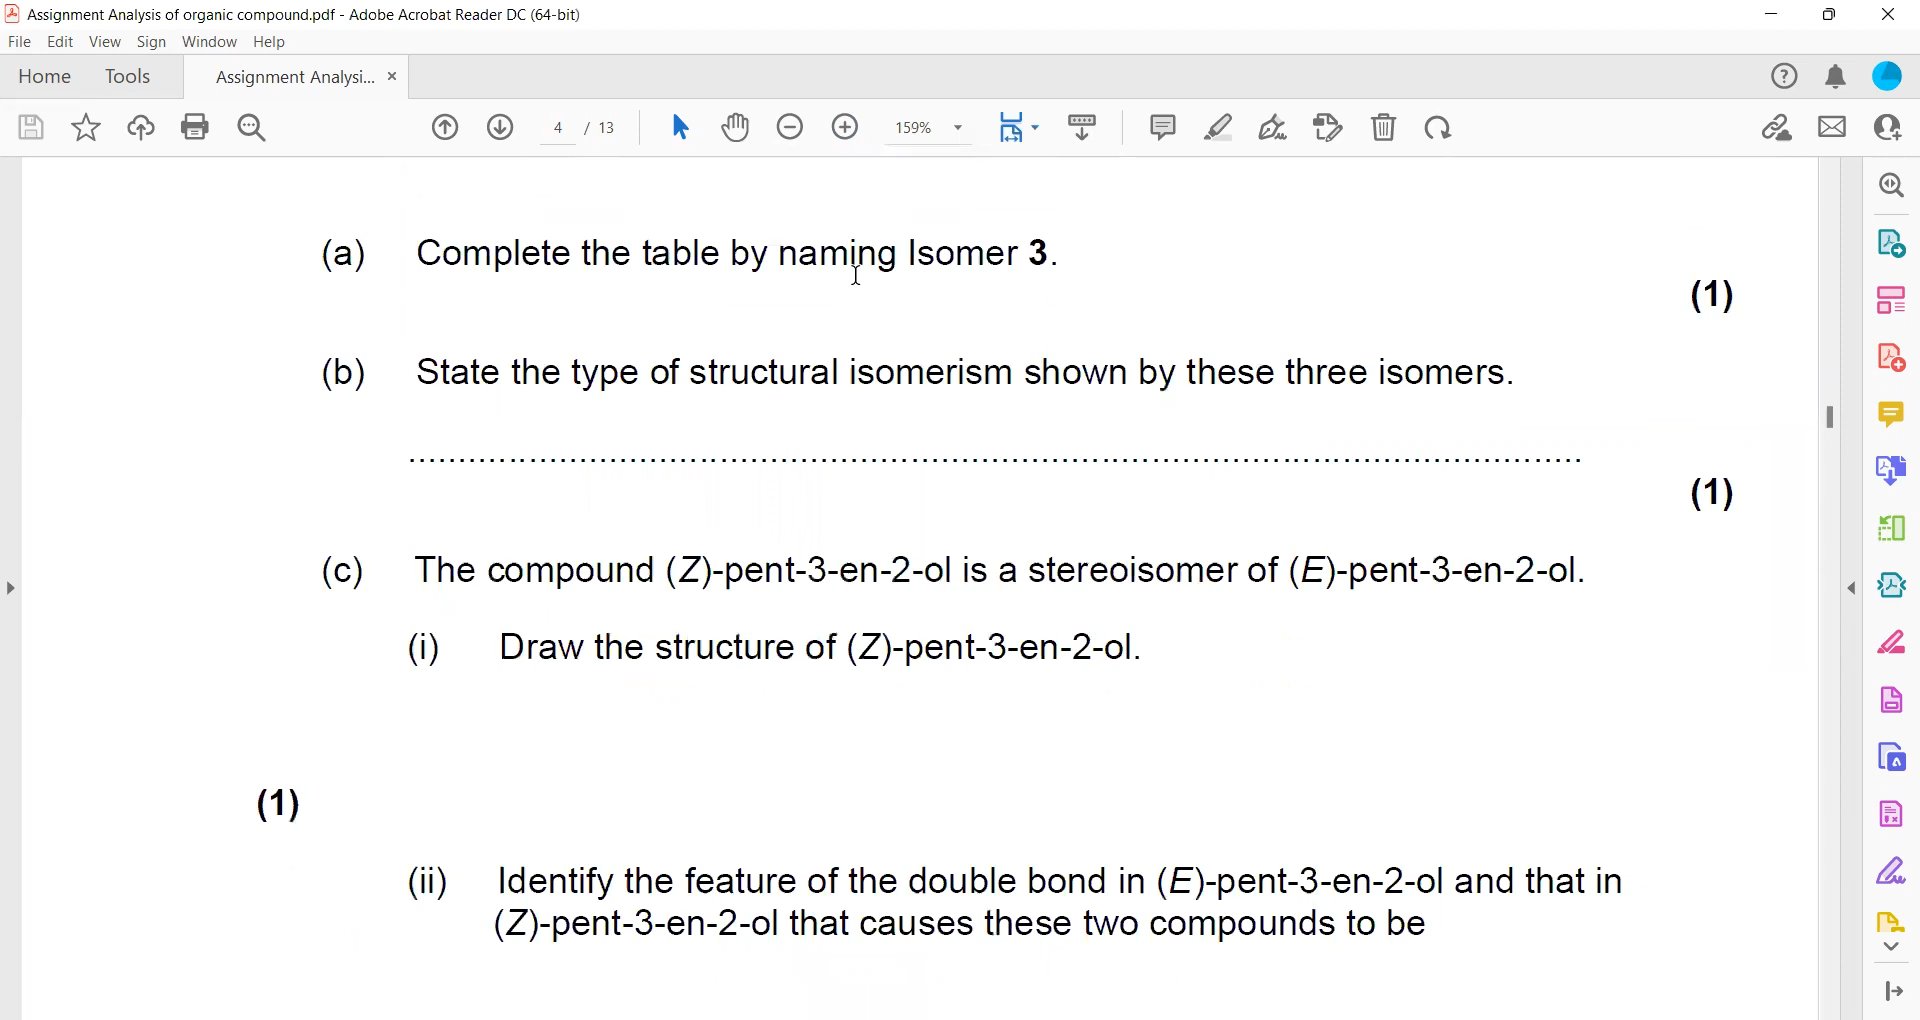 Assignment Analysis of organic compound.pdf - Adobe Acrobat Reader DC (64-bit)
File Edit View Sign Window Help
Home Tools Assignment Analysi... ×
4 / 13 159%
(a) Complete the table by naming Isomer 3.
(1)
(b) State the type of structural isomerism shown by these three isomers.
....................................................................................................
(1)
(c) The compound (Z)-pent-3-en-2-ol is a stereoisomer of (E)-pent-3-en-2-ol.
(i) Draw the structure of (Z)-pent-3-en-2-ol.
(1)
(ii) Identify the feature of the double bond in (E)-pent-3-en-2-ol and that in
(Z)-pent-3-en-2-ol that causes these two compounds to be